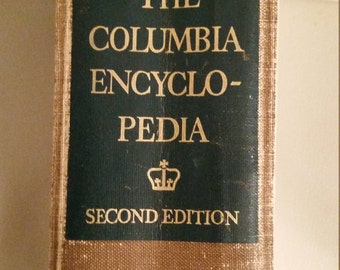 THE
COLUMBIA
ENCYCLO-
PEDIA
SECOND EDITION